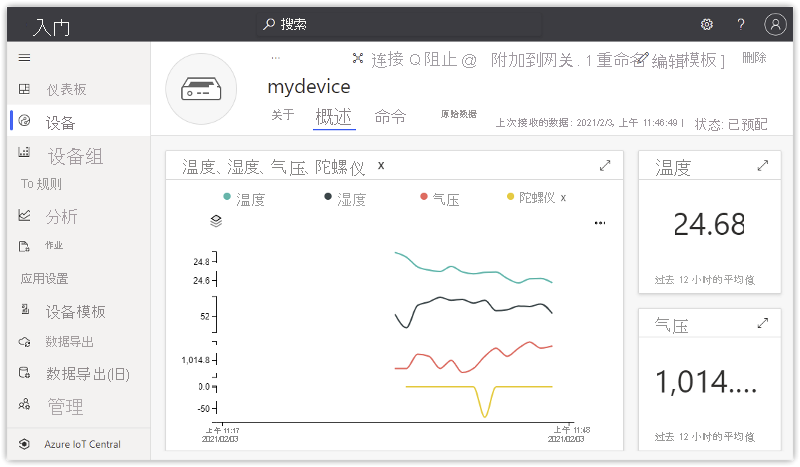 入门
搜索
?
仪表板
设备
设备组
To 规则
分析
作业
应用设置
设备模板
数据导出
数据导出(旧)
管理
Azure IoT Central
... 连接 Q 阻止 @ 附加到网关 . 1 重命名 编辑模板 ] 删除
mydevice
关于 概述 命令 原始数据
上次接收的数据: 2021/2/3, 上午 11:46:49 | 状态: 已预配
温度、湿度、气压、陀螺仪 x
温度 湿度 气压 陀螺仪 x
...
24.8
24.6
52
1,014.8
0.0
-50
上午 11:17 上午 11:48
2021/02/03 2021/02/03
温度
24.68
过去 12 小时的平均值
气压
1,014....
过去 12 小时的平均值